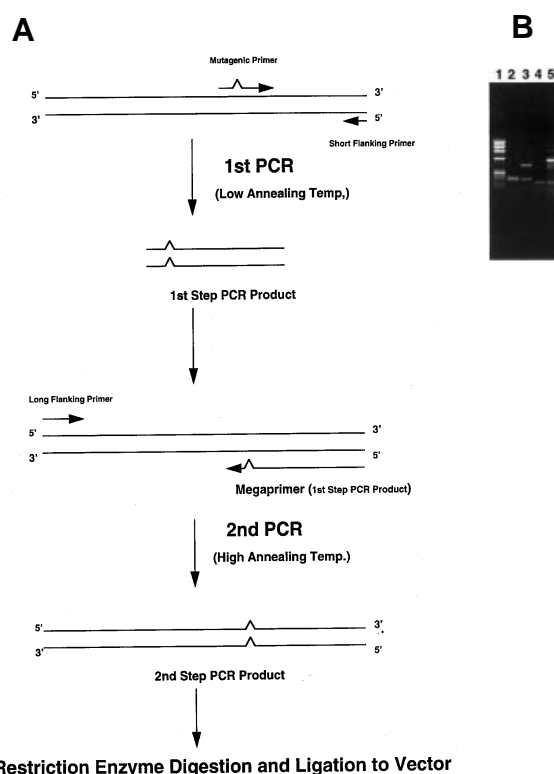 A
B
Mutagenic Primer
1 2 3 4 5
5' 3'
3' 5'
Short Flanking Primer
1st PCR
(Low Annealing Temp,)
1st Step PCR Product
Long Flanking Primer
5' 3'
3' 5'
Megaprimer (1st Step PCR Product)
2nd PCR
(High Annealing Temp.)
5' 3'
3' 5'
2nd Step PCR Product
Restriction Enzyme Digestion and Ligation to Vector